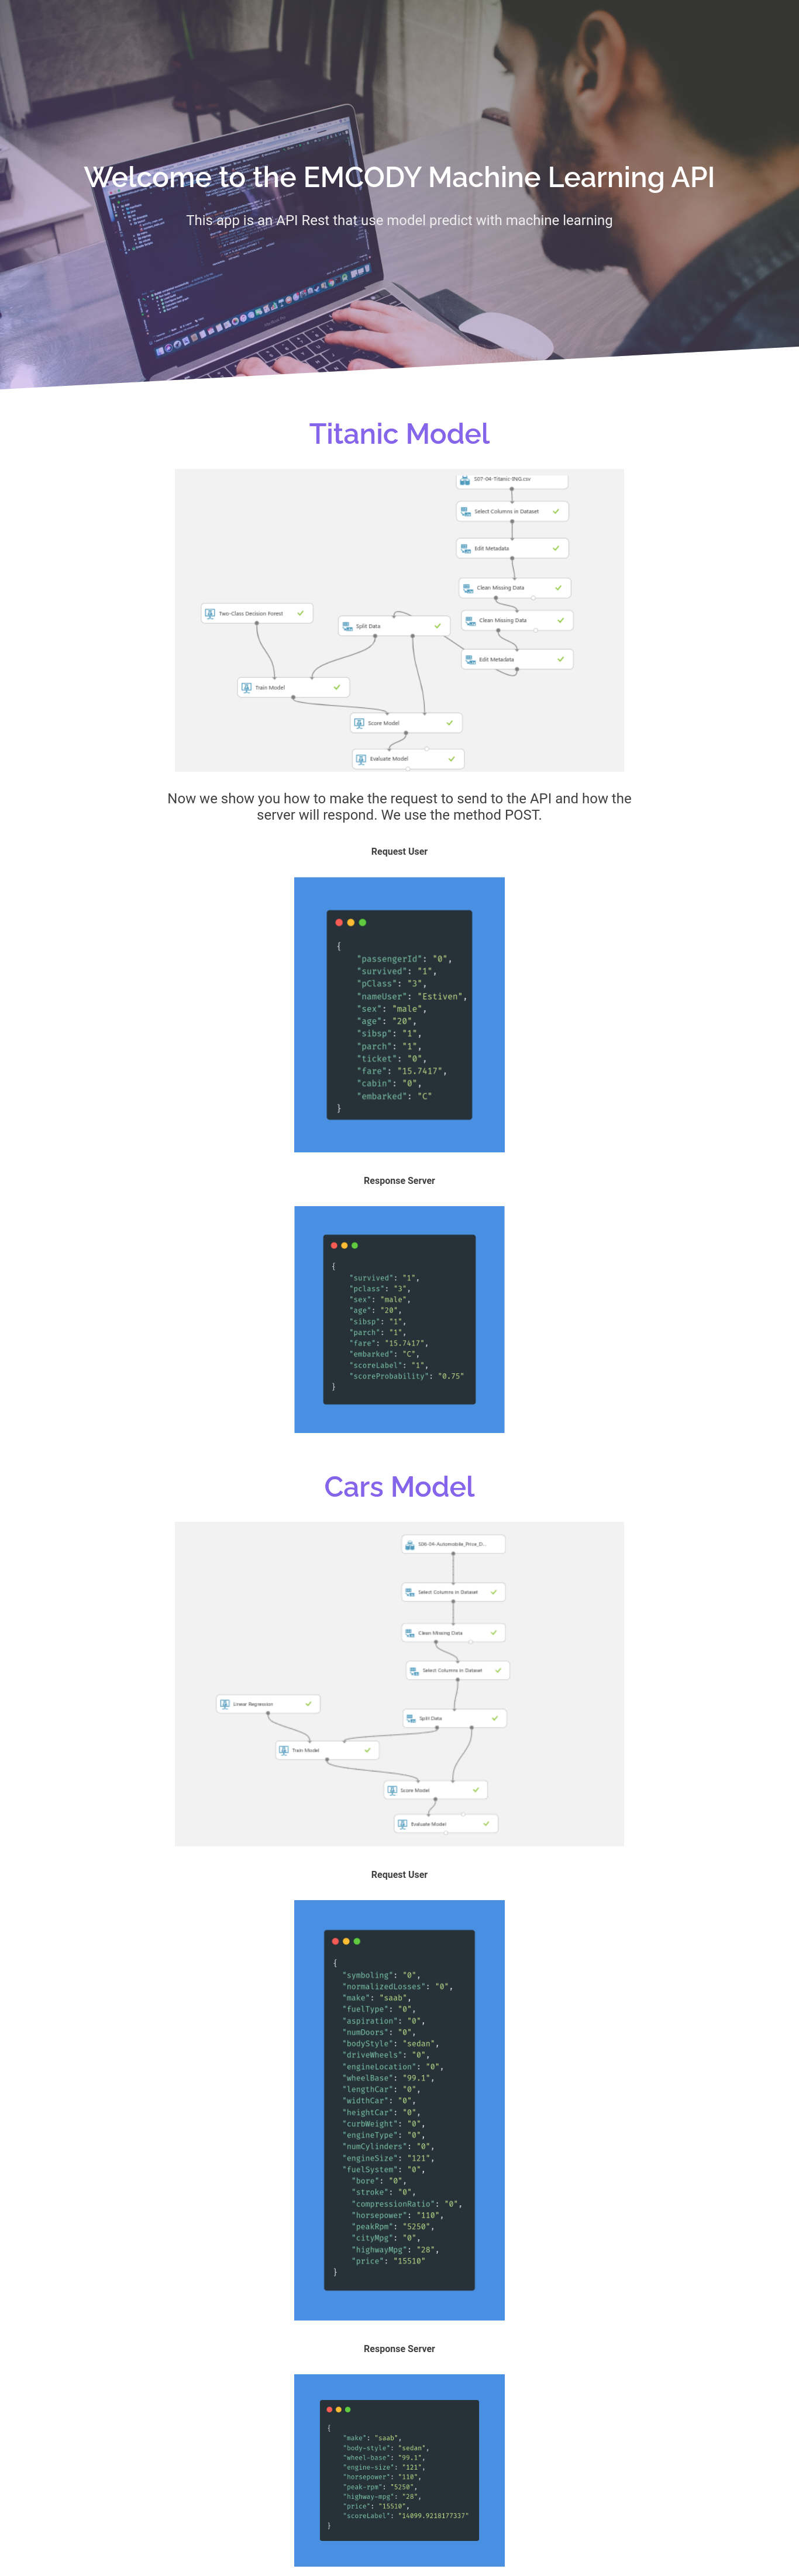 Welcome to the EMCODY Machine Learning API
This app is an API Rest that use model predict with machine learning
Titanic Model
S07-04-Titanic-ING.csv
Select Columns in Dataset
Edit Metadata
Clean Missing Data
Two-Class Decision Forest
Split Data
Clean Missing Data
Edit Metadata
Train Model
Score Model
Evaluate Model
Now we show you how to make the request to send to the API and how the
server will respond. We use the method POST.
Request User
{
"passengerId": "0",
"survived": "1",
"pClass": "3",
"nameUser": "Estiven",
"sex": "male",
"age": "20",
"sibsp": "1",
"parch": "1",
"ticket": "0",
"fare": "15.7417",
"cabin": "0",
"embarked": "C"
}
Response Server
{
"survived": "1",
"pclass": "3",
"sex": "male",
"age": "20",
"sibsp": "1",
"parch": "1",
"fare": "15.7417",
"embarked": "C",
"scoreLabel": "1",
"scoreProbability": "0.75"
}
Cars Model
S06-04-Automobile_Price_D...
Select Columns in Dataset
Clean Missing Data
Select Columns in Dataset
Linear Regression
Split Data
Train Model
Score Model
Evaluate Model
Request User
{
"symboling": "0",
"normalizedLosses": "0",
"make": "saab",
"fuelType": "0",
"aspiration": "0",
"numDoors": "0",
"bodyStyle": "sedan",
"driveWheels": "0",
"engineLocation": "0",
"wheelBase": "99.1",
"lengthCar": "0",
"widthCar": "0",
"heightCar": "0",
"curbWeight": "0",
"engineType": "0",
"numCylinders": "0",
"engineSize": "121",
"fuelSystem": "0",
"bore": "0",
"stroke": "0",
"compressionRatio": "0",
"horsepower": "110",
"peakRpm": "5250",
"cityMpg": "0",
"highwayMpg": "28",
"price": "15510"
}
Response Server
{
"make": "saab",
"body-style": "sedan",
"wheel-base": "99.1",
"engine-size": "121",
"horsepower": "110",
"peak-rpm": "5250",
"highway-mpg": "28",
"price": "15510",
"scoreLabel": "14099.9218177337"
}